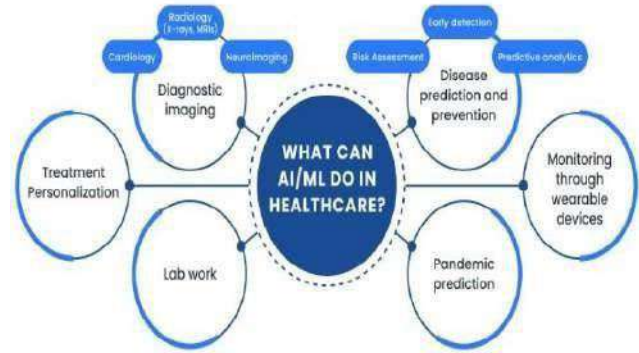 Radiology
(X-rays, MRIs)
Cardiology
Neuroimaging
Diagnostic
imaging
Early detection
Risk Assessment
Predictive analytics
Disease
prediction and
prevention
WHAT CAN
AI/ML DO IN
HEALTHCARE?
Treatment
Personalization
Monitoring
through
wearable
devices
Lab work
Pandemic
prediction